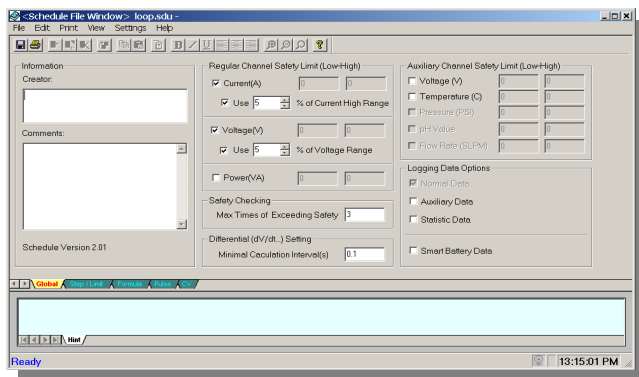 <Schedule File Window> loop.sdu -
File Edit Print View Settings Help
B / U
Information
Creator:
Comments:
Schedule Version 2.01
Regular Channel Safety Limit (Low-High)
Current(A) 0 0
Use 5 % of Current High Range
Voltage(V) 0 0
Use 5 % of Voltage Range
Power(VA) 0 0
Safety Checking
Max Times of Exceeding Safety 3
Differential (dV/dt...) Setting
Minimal Caculation Interval(s) 0.1
Auxiliary Channel Safety Limit (Low-High)
Voltage (V) 0 0
Temperature (C) 0 0
Pressure (PSI) 0 0
pH Value 0 0
Flow Rate (SLPM) 0 0
Logging Data Options
Normal Data
Auxiliary Data
Statistic Data
Smart Battery Data
Global Step / Limit Formula Pulse CV
Hint
Ready 13:15:01 PM